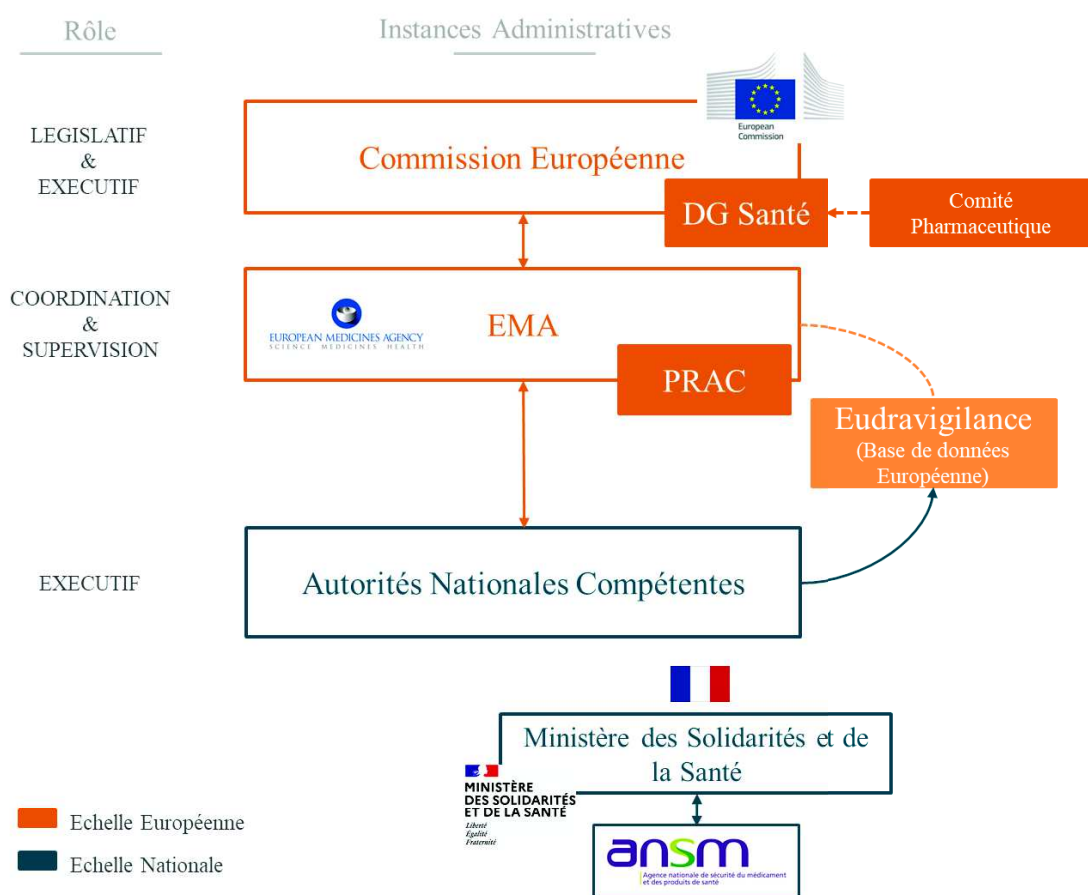 Rôle
Instances Administratives
LEGISLATIF
&
EXECUTIF
European
Commission
Commission Européenne
DG Santé
Comité
Pharmaceutique
COORDINATION
&
SUPERVISION
EUROPEAN MEDICINES AGENCY
SCIENCE MEDICINES HEALTH
EMA
PRAC
Eudravigilance
(Base de données
Européenne)
EXECUTIF
Autorités Nationales Compétentes
Ministère des Solidarités et de
la Santé
MINISTÈRE
DES SOLIDARITÉS
ET DE LA SANTÉ
Liberté
Égalité
Fraternité
ansm
Agence nationale de sécurité du médicament
et des produits de santé
Echelle Européenne
Echelle Nationale